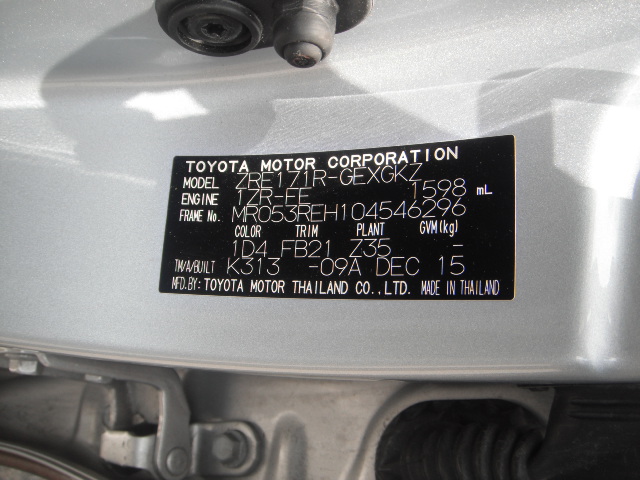 TOYOTA MOTOR CORPORATION
MODEL ZRE171R-GEXGKZ
ENGINE 1ZR-FE 1598 mL
FRAME No. MR053REH104546296
COLOR TRIM PLANT GVM(kg)
1D4 FB21 Z35 -
TM/A/BUILT K313 -09A DEC 15
MFD.BY: TOYOTA MOTOR THAILAND CO.,LTD. MADE IN THAILAND